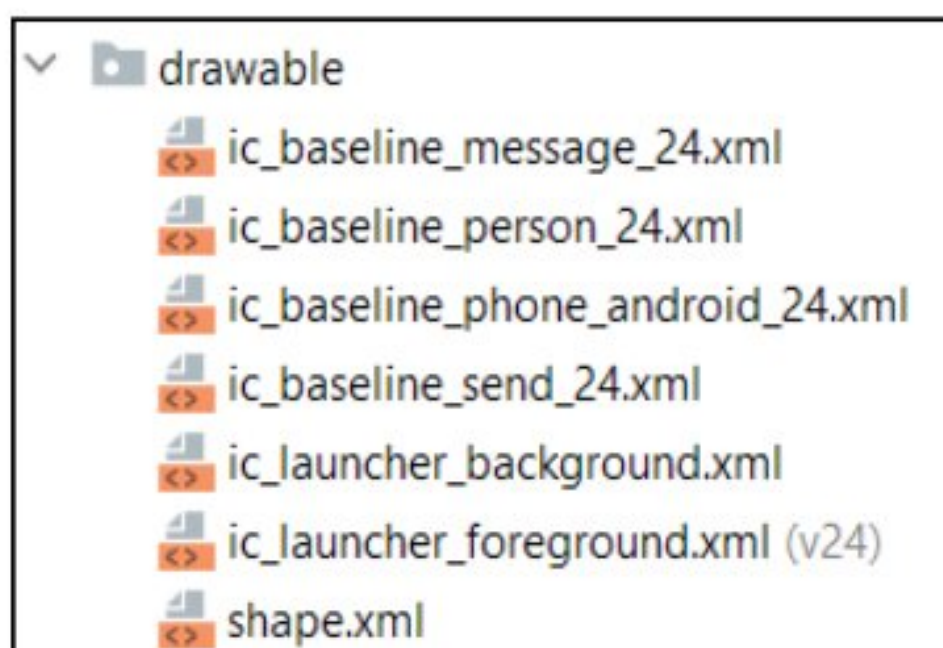 drawable
ic_baseline_message_24.xml
ic_baseline_person_24.xml
ic_baseline_phone_android_24.xml
ic_baseline_send_24.xml
ic_launcher_background.xml
ic_launcher_foreground.xml (v24)
shape.xml